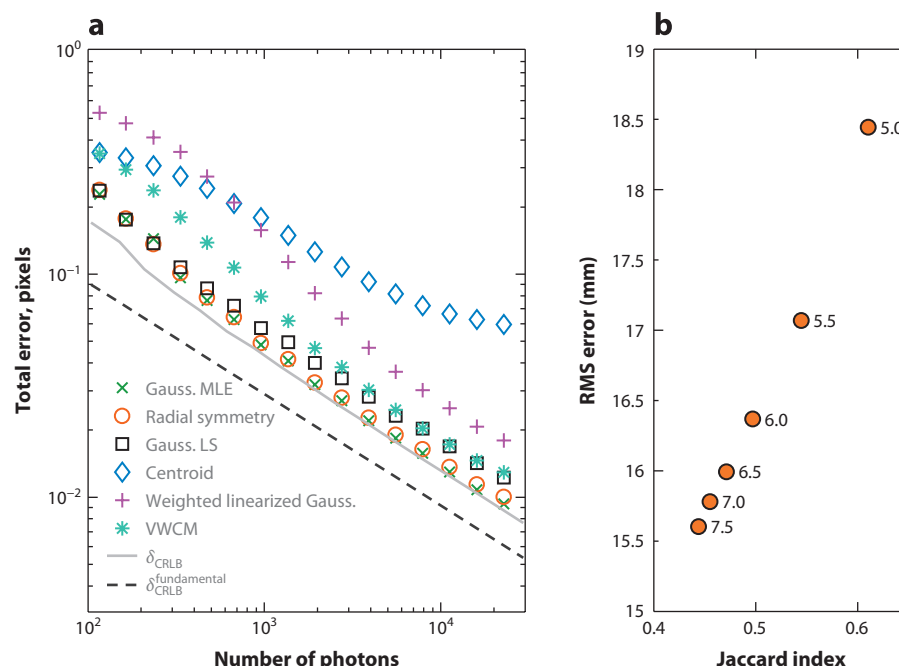 a
10⁰
10⁻¹
10⁻²
Total error, pixels
Gauss. MLE
Radial symmetry
Gauss. LS
Centroid
Weighted linearized Gauss.
VWCM
δCRLB
δCRLB fundamental
10² 10³ 10⁴
Number of photons
b
19
18.5
18
17.5
17
16.5
16
15.5
15
RMS error (mm)
5.0
5.5
6.0
6.5
7.0
7.5
0.4 0.5 0.6
Jaccard index